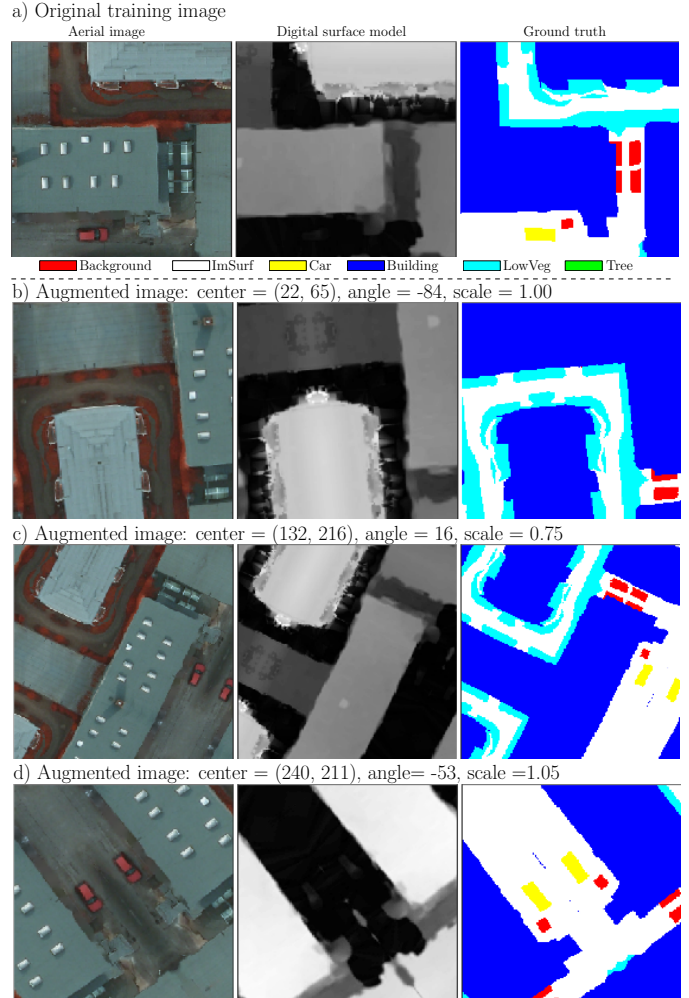 a) Original training image
Aerial image Digital surface model Ground truth
Background ImSurf Car Building LowVeg Tree
b) Augmented image: center = (22, 65), angle = -84, scale = 1.00
c) Augmented image: center = (132, 216), angle = 16, scale = 0.75
d) Augmented image: center = (240, 211), angle= -53, scale =1.05